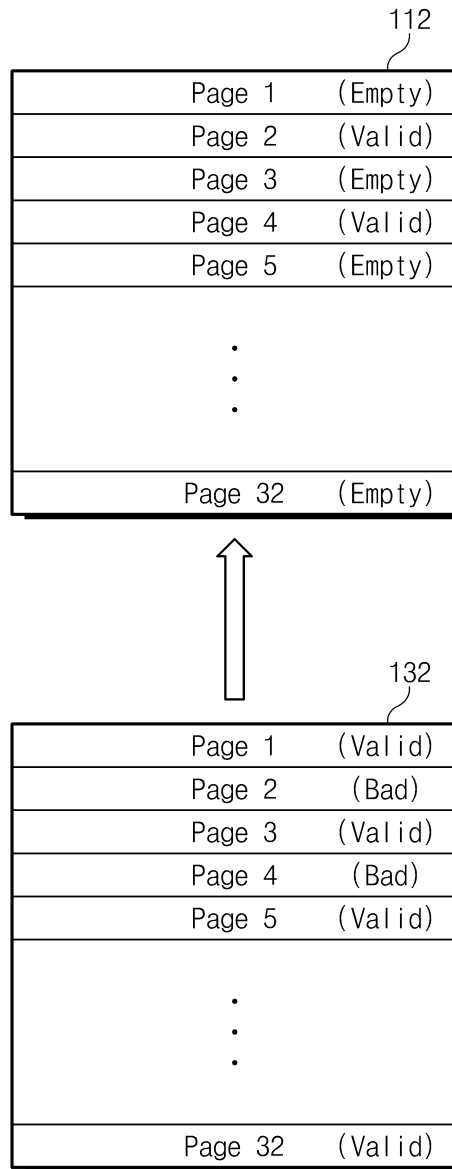 112
Page 1 (Empty)
Page 2 (Valid)
Page 3 (Empty)
Page 4 (Valid)
Page 5 (Empty)
Page 32 (Empty)
132
Page 1 (Valid)
Page 2 (Bad)
Page 3 (Valid)
Page 4 (Bad)
Page 5 (Valid)
Page 32 (Valid)